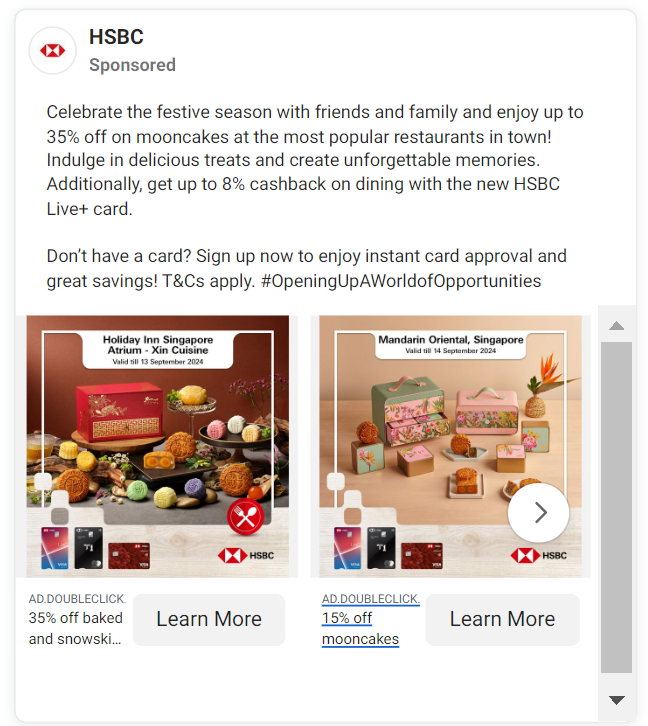 HSBC
Sponsored
Celebrate the festive season with friends and family and enjoy up to
35% off on mooncakes at the most popular restaurants in town!
Indulge in delicious treats and create unforgettable memories.
Additionally, get up to 8% cashback on dining with the new HSBC
Live+ card.
Don’t have a card? Sign up now to enjoy instant card approval and
great savings! T&Cs apply. #OpeningUpAWorldofOpportunities
Holiday Inn Singapore
Atrium - Xin Cuisine
Valid till 13 September 2024
HSBC
Mandarin Oriental, Singapore
Valid till 14 September 2024
HSBC
AD.DOUBLECLICK.
35% off baked
and snowski...
Learn More
AD.DOUBLECLICK.
15% off
mooncakes
Learn More